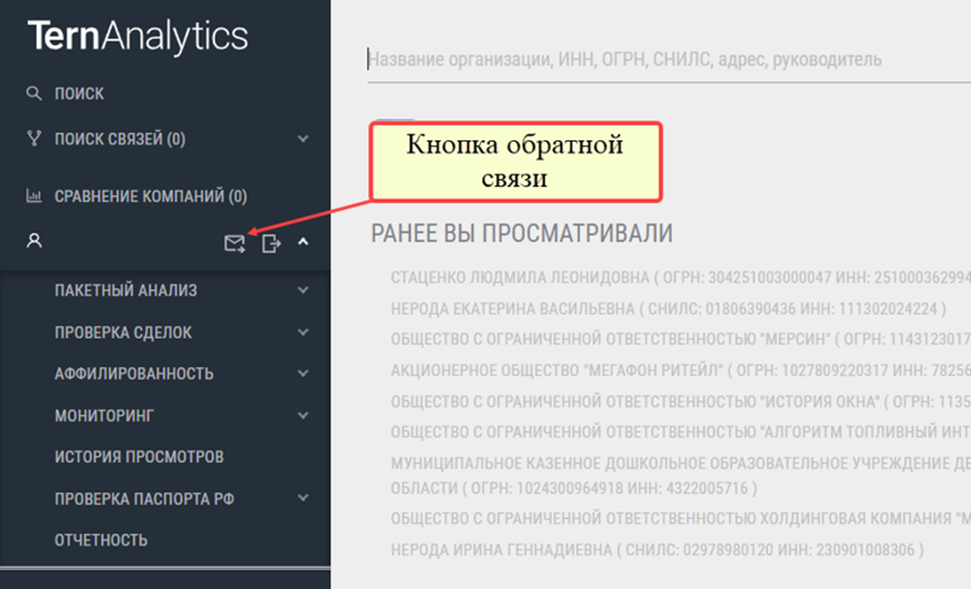 TernAnalytics
ПОИСК
ПОИСК СВЯЗЕЙ (0)
СРАВНЕНИЕ КОМПАНИЙ (0)
ПАКЕТНЫЙ АНАЛИЗ
ПРОВЕРКА СДЕЛОК
АФФИЛИРОВАННОСТЬ
МОНИТОРИНГ
ИСТОРИЯ ПРОСМОТРОВ
ПРОВЕРКА ПАСПОРТА РФ
ОТЧЕТНОСТЬ
Название организации, ИНН, ОГРН, СНИЛС, адрес, руководитель
Кнопка обратной
связи
РАНЕЕ ВЫ ПРОСМАТРИВАЛИ
СТАЦЕНКО ЛЮДМИЛА ЛЕОНИДОВНА ( ОГРН: 304251003000047 ИНН: 251000362994
НЕРОДА ЕКАТЕРИНА ВАСИЛЬЕВНА ( СНИЛС: 01806390436 ИНН: 111302024224 )
ОБЩЕСТВО С ОГРАНИЧЕННОЙ ОТВЕТСТВЕННОСТЬЮ "МЕРСИН" ( ОГРН: 1143123017
АКЦИОНЕРНОЕ ОБЩЕСТВО "МЕГАФОН РИТЕЙЛ" ( ОГРН: 1027809220317 ИНН: 78256
ОБЩЕСТВО С ОГРАНИЧЕННОЙ ОТВЕТСТВЕННОСТЬЮ "ИСТОРИЯ ОКНА" ( ОГРН: 1135
ОБЩЕСТВО С ОГРАНИЧЕННОЙ ОТВЕТСТВЕННОСТЬЮ "АЛГОРИТМ ТОПЛИВНЫЙ ИНТ
МУНИЦИПАЛЬНОЕ КАЗЕННОЕ ДОШКОЛЬНОЕ ОБРАЗОВАТЕЛЬНОЕ УЧРЕЖДЕНИЕ ДЕ
ОБЛАСТИ ( ОГРН: 1024300964918 ИНН: 4322005716 )
ОБЩЕСТВО С ОГРАНИЧЕННОЙ ОТВЕТСТВЕННОСТЬЮ ХОЛДИНГОВАЯ КОМПАНИЯ "М
НЕРОДА ИРИНА ГЕННАДИЕВНА ( СНИЛС: 02978980120 ИНН: 230901008306 )